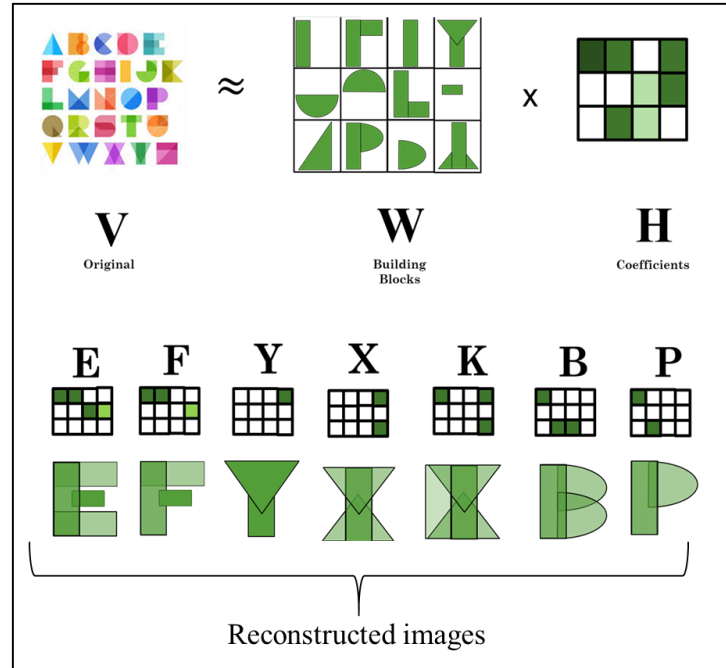 A B C D E
F G H I J K
L M N O P
Q R S T O
V W X Y Z
≈
x
V
W
H
Original
Building
Blocks
Coefficients
E F Y X K B P
Reconstructed images